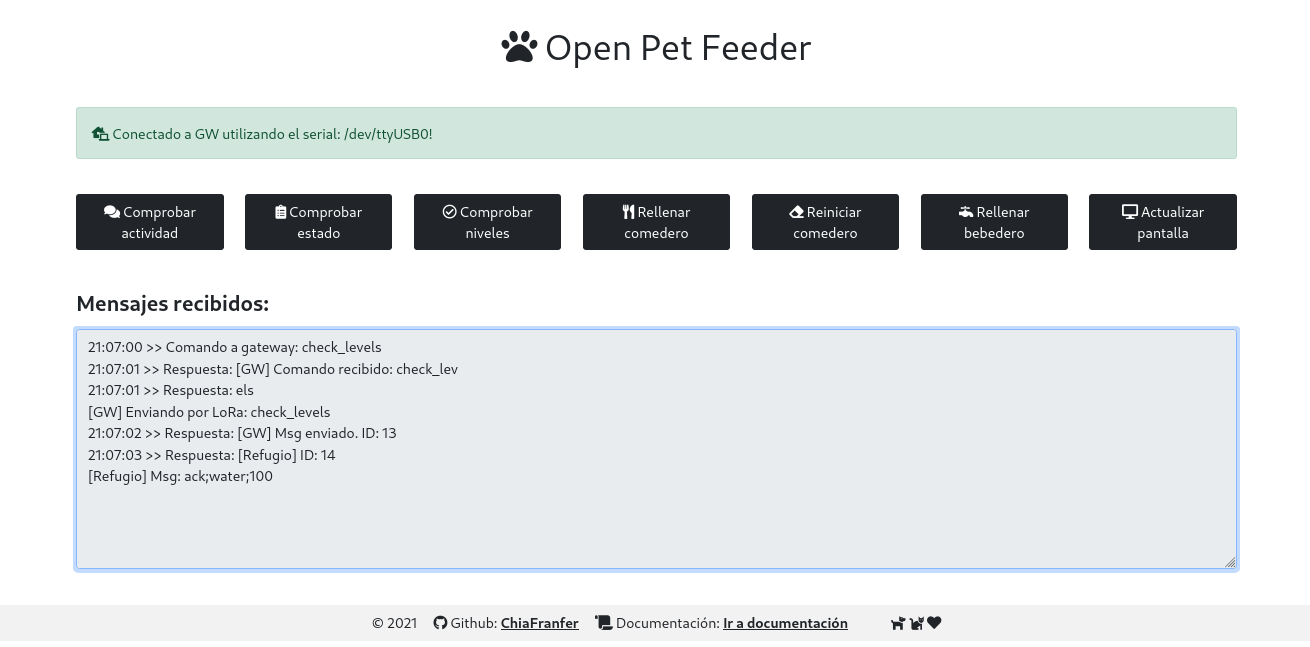 Open Pet Feeder
Conectado a GW utilizando el serial: /dev/ttyUSB0!
Comprobar
actividad
Comprobar
estado
Comprobar
niveles
Rellenar
comedero
Reiniciar
comedero
Rellenar
bebedero
Actualizar
pantalla
Mensajes recibidos:
21:07:00 >> Comando a gateway: check_levels
21:07:01 >> Respuesta: [GW] Comando recibido: check_lev
21:07:01 >> Respuesta: els
[GW] Enviando por LoRa: check_levels
21:07:02 >> Respuesta: [GW] Msg enviado. ID: 13
21:07:03 >> Respuesta: [Refugio] ID: 14
[Refugio] Msg: ack;water;100
© 2021 Github: ChiaFranfer Documentación: Ir a documentación